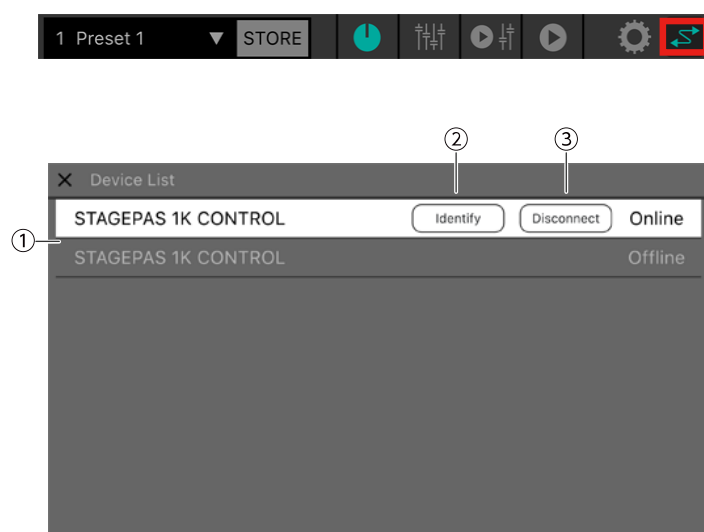 1 Preset 1 ▼ STORE
② ③
× Device List
STAGEPAS 1K CONTROL Identify Disconnect Online
①
STAGEPAS 1K CONTROL Offline